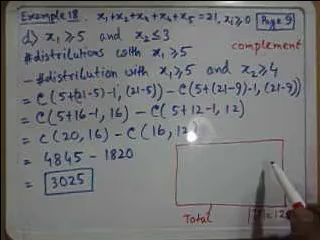 Example 18. x₁+x₂+x₃+x₄+x₅=21, xᵢ≥0 Page 9
d) x₁≥5 and x₂≤3
complement
#distributions with x₁≥5
- #distribution with x₁≥5 and x₂≥4
= C(5+(21-5)-1, (21-5)) - C(5+(21-9)-1, (21-9))
= C(5+16-1, 16) - C(5+12-1, 12)
= C(20, 16) - C(16, 12
= 4845 - 1820
= 3025
Total